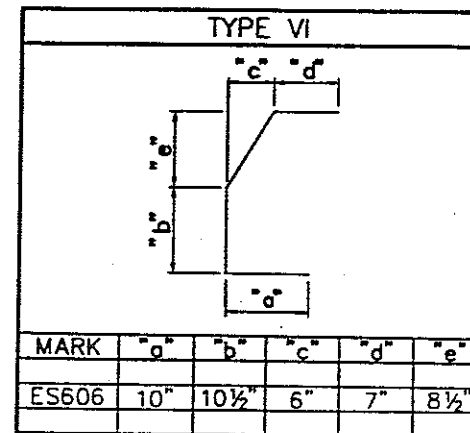 TYPE VI
"c" "d"
"e"
"b"
"a"
MARK "a" "b" "c" "d" "e"
ES606 10" 10½" 6" 7" 8½"